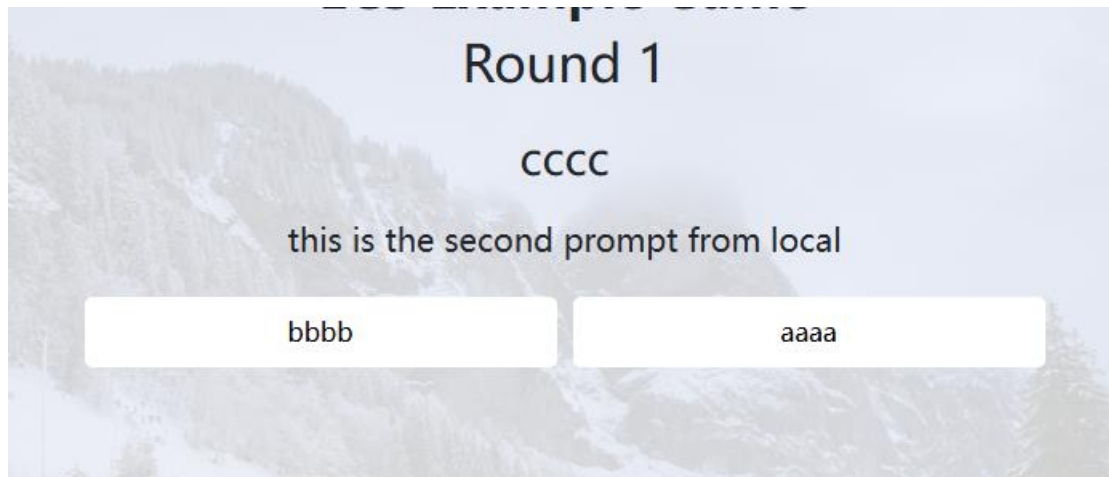 Round 1
cccc
this is the second prompt from local
bbbb
aaaa